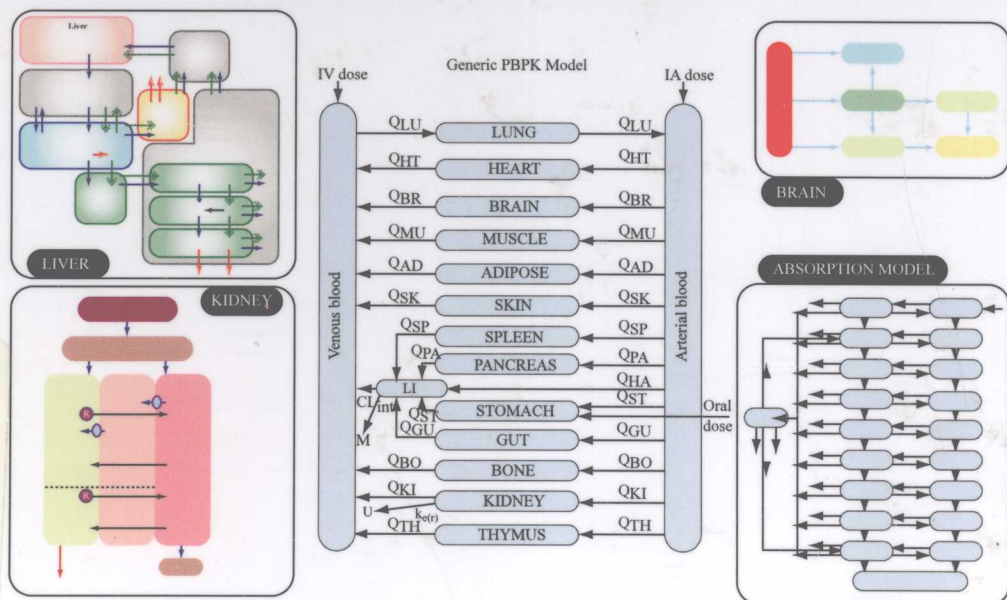 Liver
LIVER
KIDNEY
R
R
Generic PBPK Model
IV dose
IA dose
Venous blood
Arterial blood
QLU
LUNG
QLU
QHT
HEART
QHT
QBR
BRAIN
QBR
QMU
MUSCLE
QMU
QAD
ADIPOSE
QAD
QSK
SKIN
QSK
QSP
SPLEEN
QSP
QPA
PANCREAS
QPA
LI
QHA
CLint
QST
STOMACH
QST
Oral
dose
M
QGU
GUT
QGU
QBO
BONE
QBO
QKI
KIDNEY
QKI
U
ke(r)
QTH
THYMUS
QTH
BRAIN
ABSORPTION MODEL